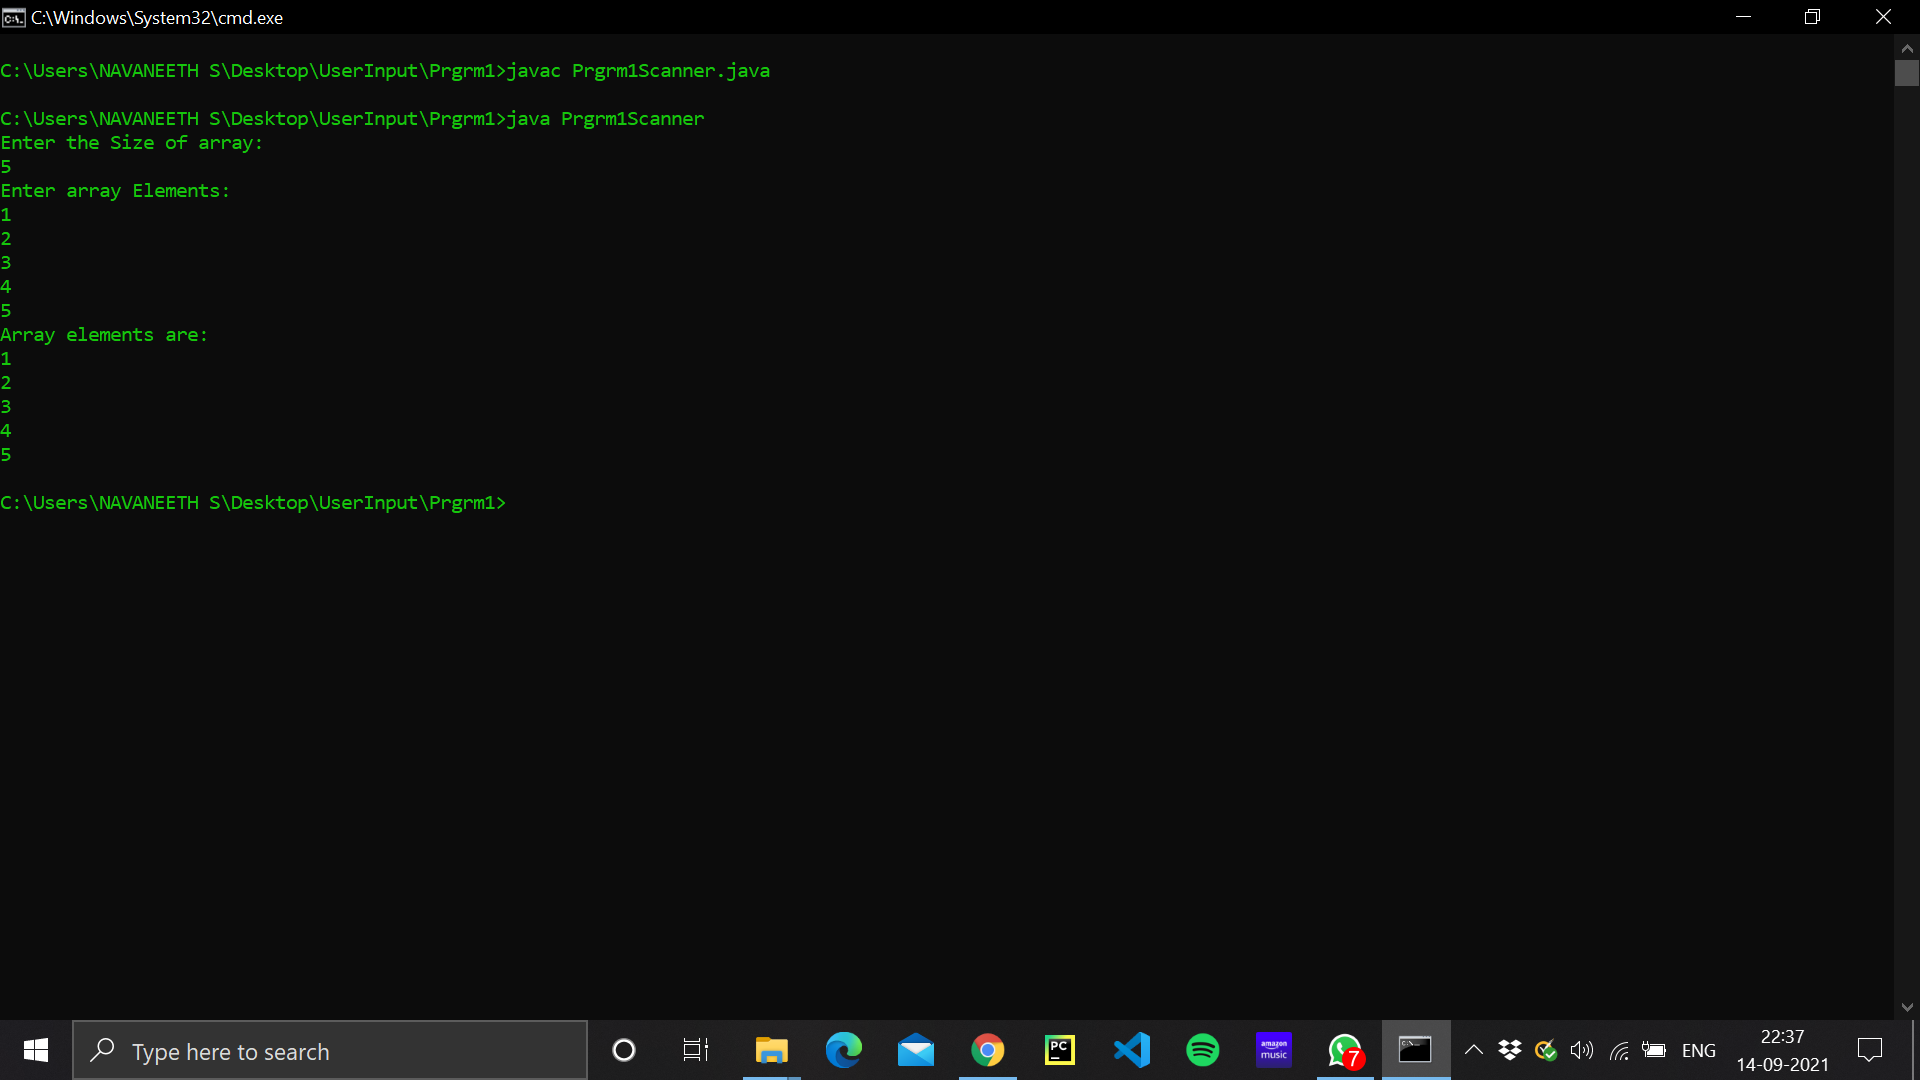 C:\Windows\System32\cmd.exe
C:\Users\NAVANEETH S\Desktop\UserInput\Prgrm1>javac Prgrm1Scanner.java
C:\Users\NAVANEETH S\Desktop\UserInput\Prgrm1>java Prgrm1Scanner
Enter the Size of array:
5
Enter array Elements:
1
2
3
4
5
Array elements are:
1
2
3
4
5
C:\Users\NAVANEETH S\Desktop\UserInput\Prgrm1>
Type here to search
PC
amazon
music
7
ENG
22:37
14-09-2021